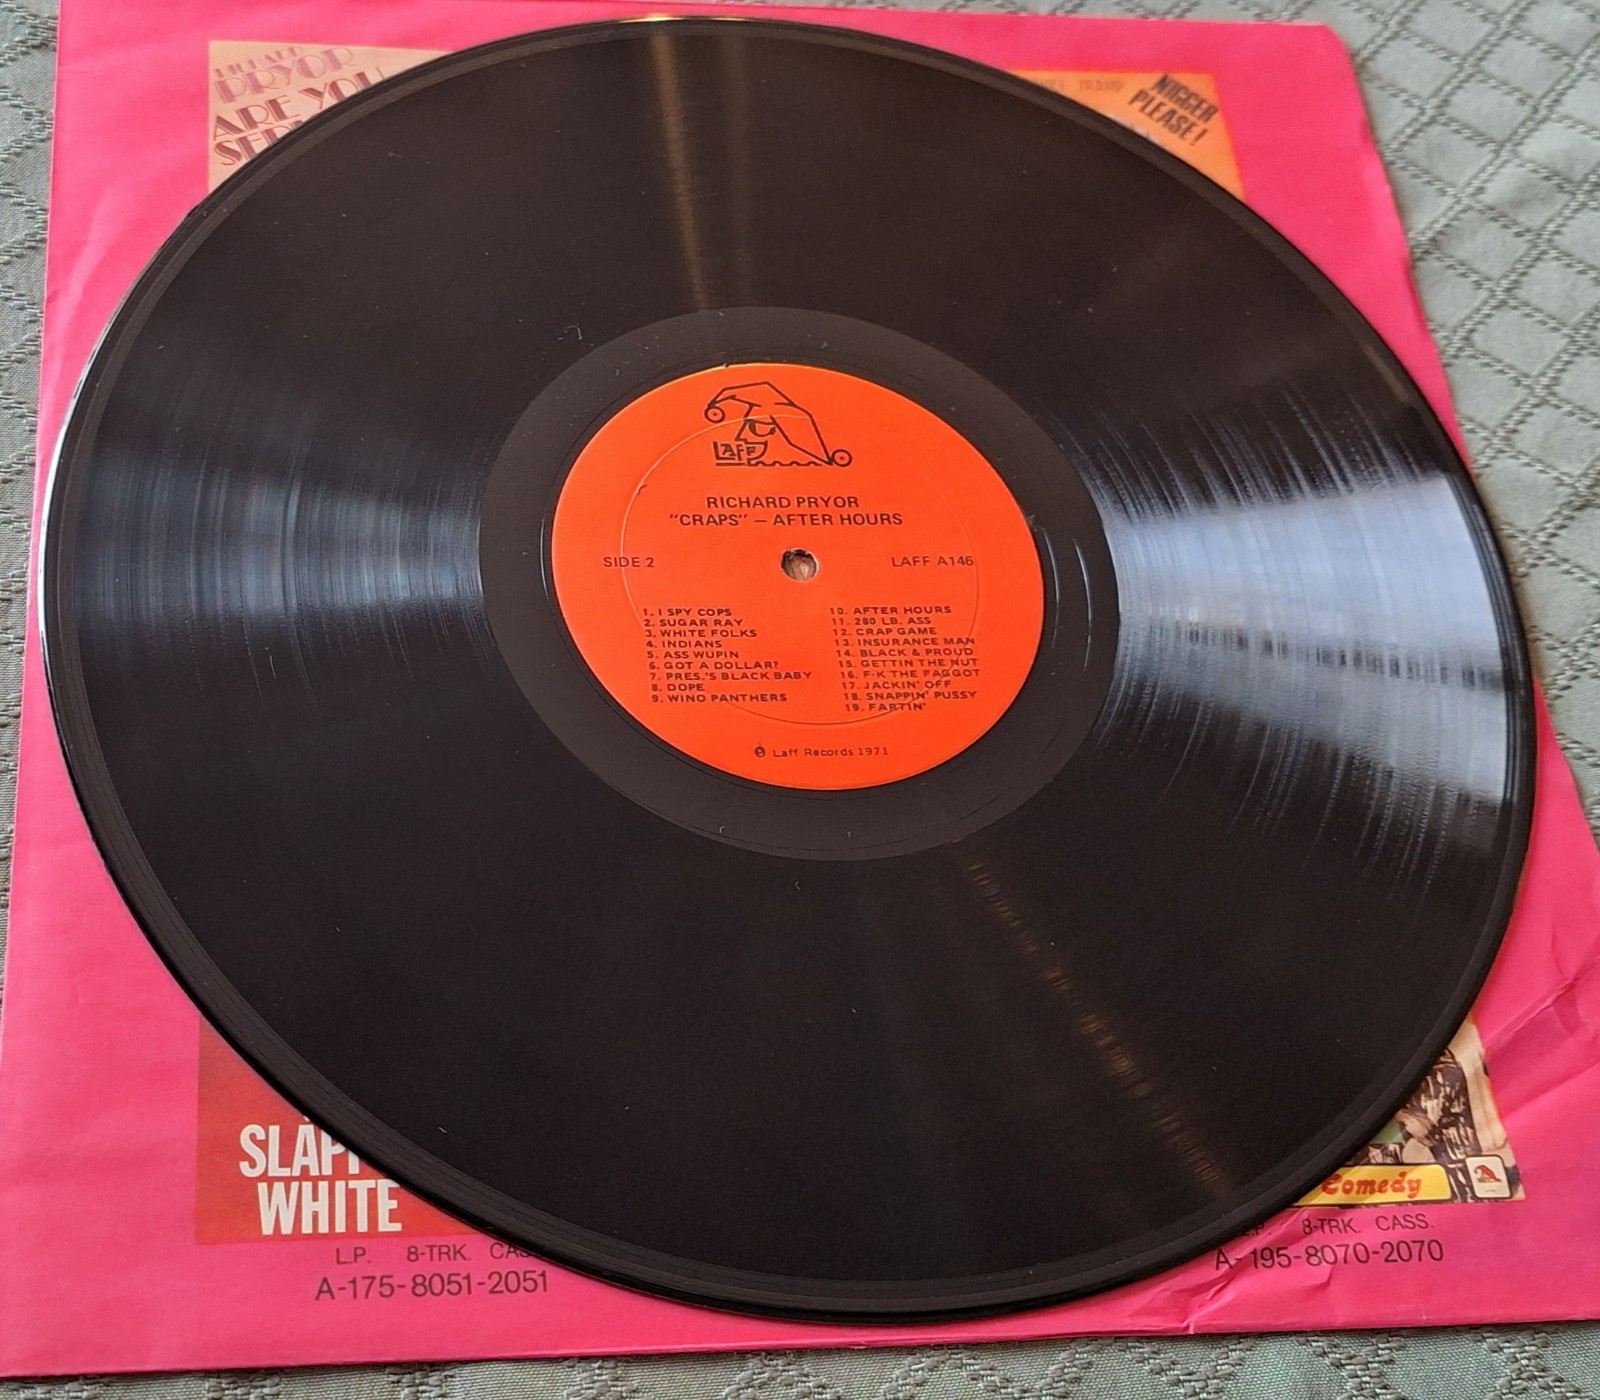 PRYOR
ARE YOU
NIGGER
PLEASE!
LAFF
RICHARD PRYOR
"CRAPS" – AFTER HOURS
SIDE 2
LAFF A146
1. I SPY COPS
2. SUGAR RAY
3. WHITE FOLKS
4. INDIANS
5. ASS WUPIN
6. GOT A DOLLAR?
7. PRES.'S BLACK BABY
8. DOPE
9. WINO PANTHERS
10. AFTER HOURS
11. 280 LB. ASS
12. CRAP GAME
13. INSURANCE MAN
14. BLACK & PROUD
15. GETTIN THE NUT
16. F-K THE FAGGOT
17. JACKIN' OFF
18. SNAPPIN' PUSSY
19. FARTIN'
℗ Laff Records 1971
WHITE
L.P. 8-TRK.
A-175-8051-2051
Comedy
8-TRK. CASS.
A-195-8070-2070